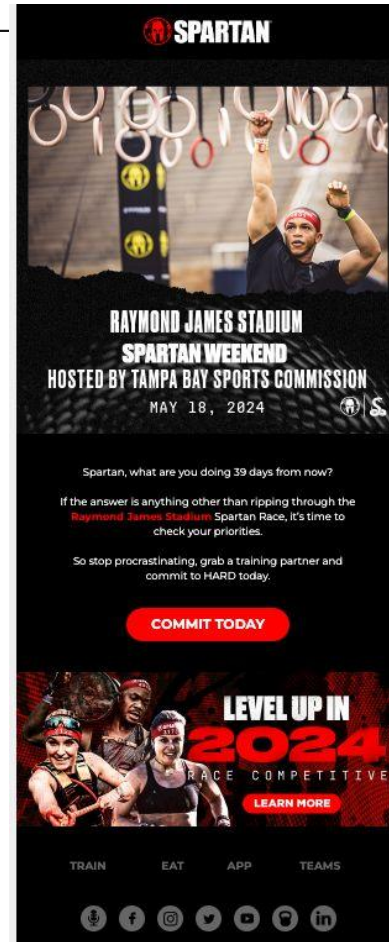 SPARTAN
RAYMOND JAMES STADIUM
SPARTAN WEEKEND
HOSTED BY TAMPA BAY SPORTS COMMISSION
MAY 18, 2024
Spartan, what are you doing 39 days from now?
If the answer is anything other than ripping through the
Raymond James Stadium Spartan Race, it's time to
check your priorities.
So stop procrastinating, grab a training partner and
commit to HARD today.
COMMIT TODAY
LEVEL UP IN
2024
RACE COMPETITIVE
LEARN MORE
TRAIN EAT APP TEAMS